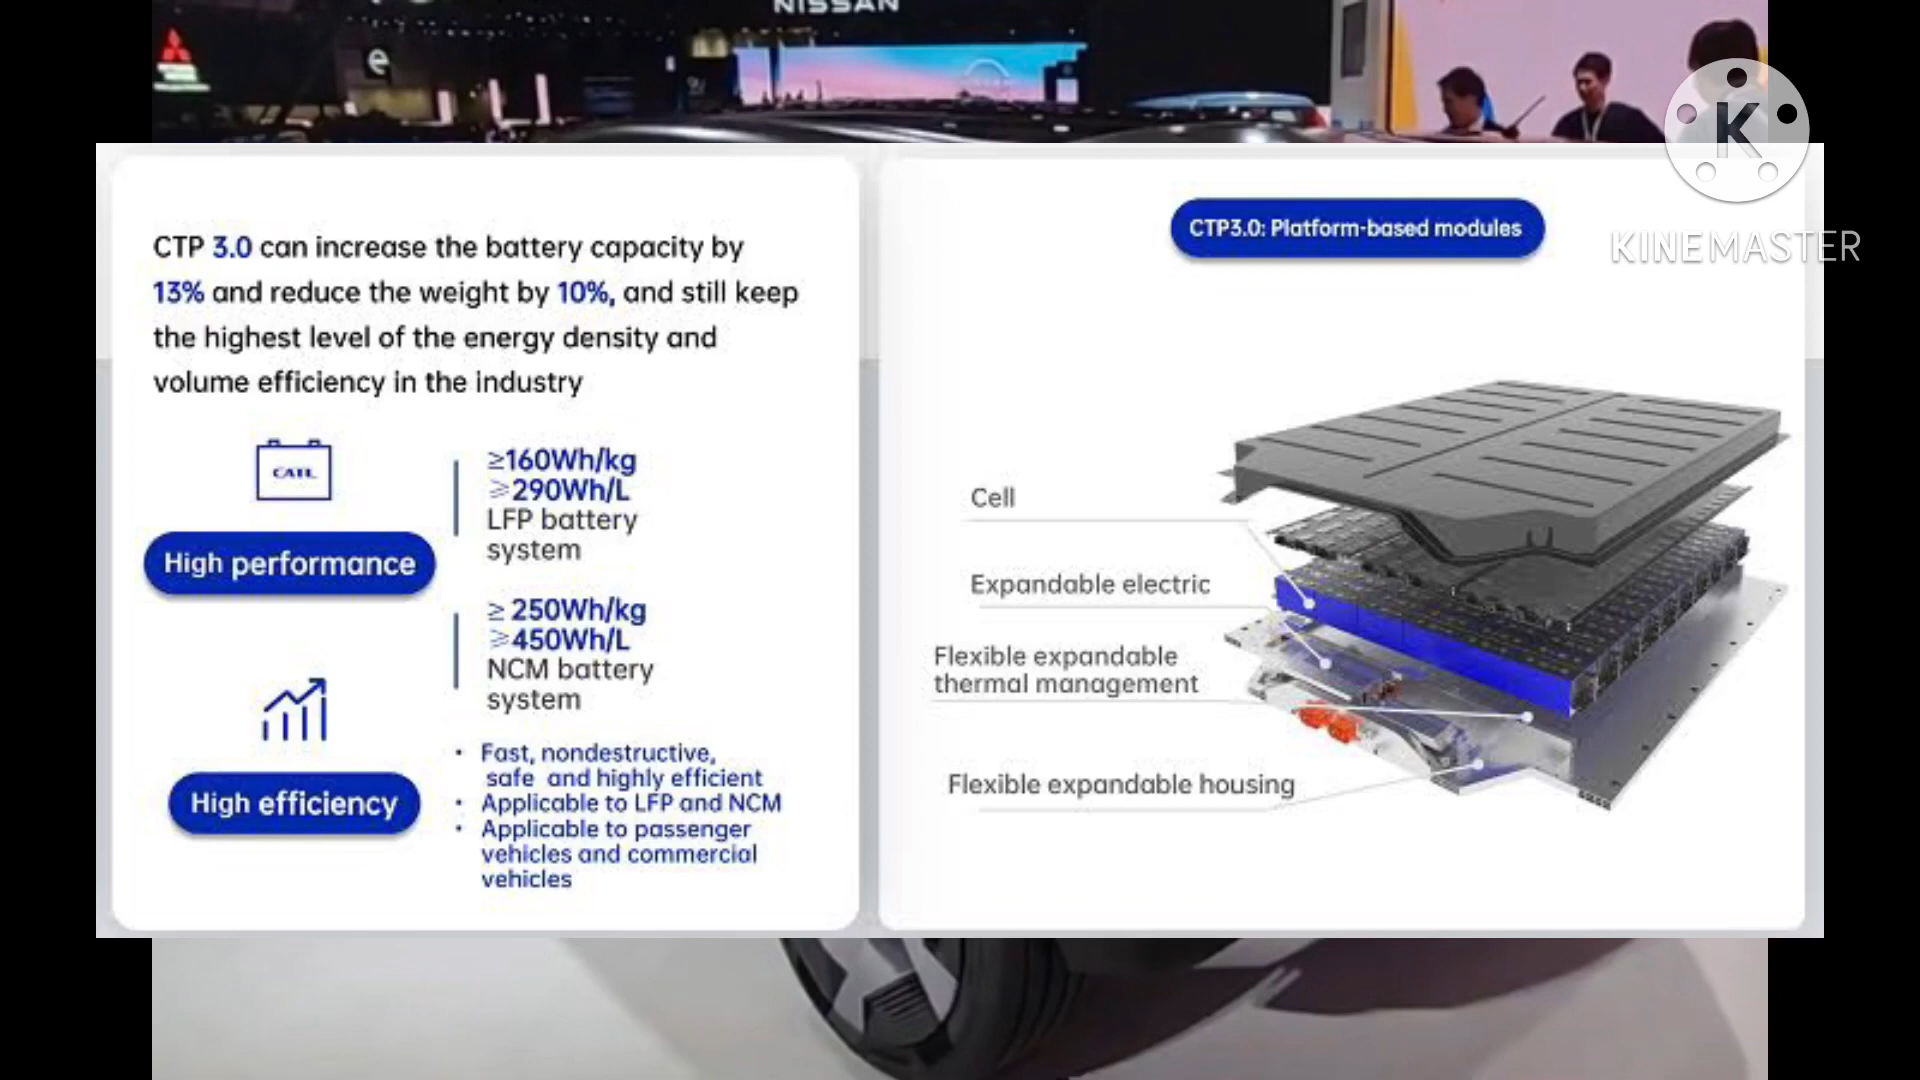 NISSAN
e
KINEMASTER
CTP 3.0 can increase the battery capacity by
13% and reduce the weight by 10%, and still keep
the highest level of the energy density and
volume efficiency in the industry
CATL
High performance
≥160Wh/kg
≥290Wh/L
LFP battery
system
≥ 250Wh/kg
≥450Wh/L
NCM battery
system
High efficiency
• Fast, nondestructive,
safe and highly efficient
• Applicable to LFP and NCM
• Applicable to passenger
vehicles and commercial
vehicles
CTP3.0: Platform-based modules
Cell
Expandable electric
Flexible expandable
thermal management
Flexible expandable housing